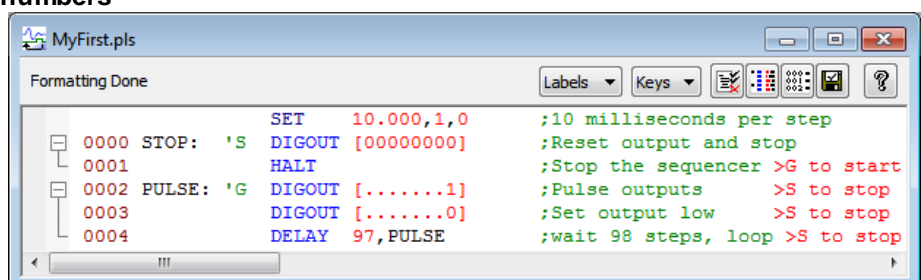 numbers
MyFirst.pls
Formatting Done Labels Keys
SET 10.000,1,0 ;10 milliseconds per step
0000 STOP: 'S DIGOUT [00000000] ;Reset output and stop
0001 HALT ;Stop the sequencer >G to start
0002 PULSE: 'G DIGOUT [.......1] ;Pulse outputs >S to stop
0003 DIGOUT [.......0] ;Set output low >S to stop
0004 DELAY 97,PULSE ;wait 98 steps, loop >S to stop